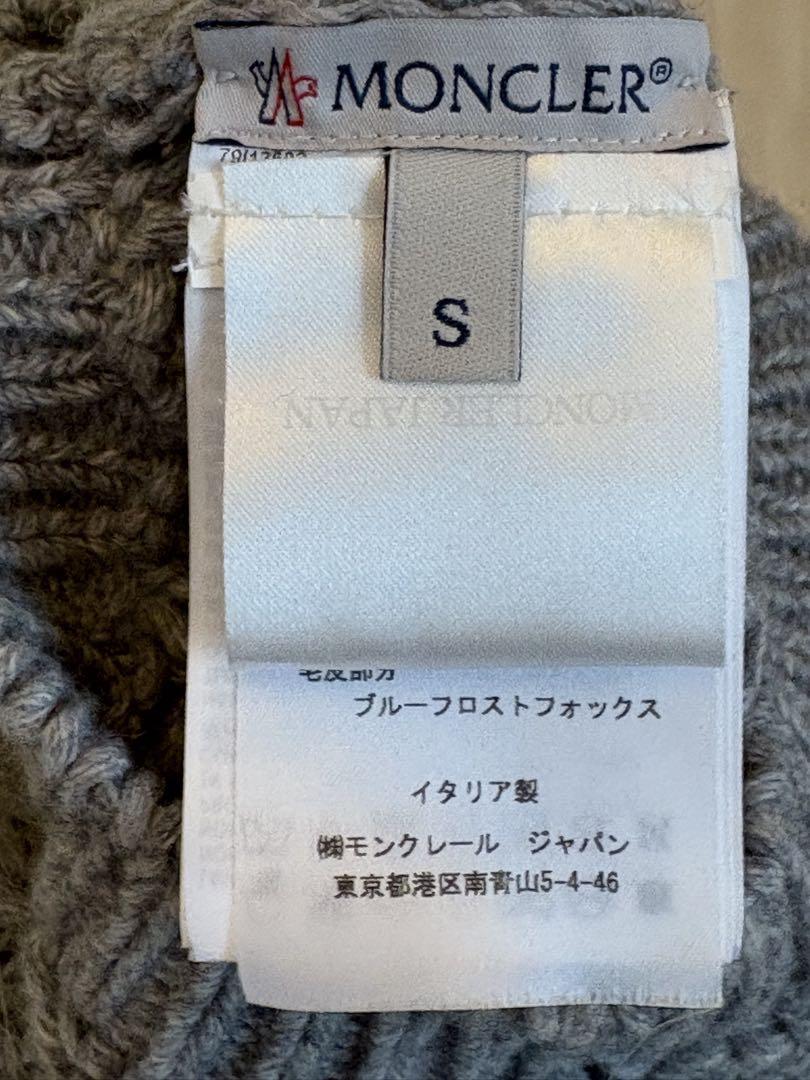 MONCLER®
S
MONCLER JAPAN
毛皮部分
ブルーフロストフォックス
イタリア製
㈱モンクレール ジャパン
東京都港区南青山5-4-46